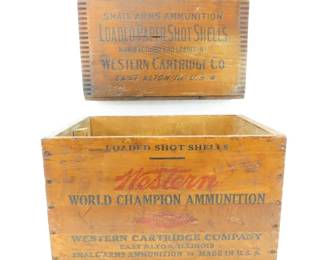 SMALL ARMS AMMUNITION
LOADED PAPER SHOT SHELLS
MANUFACTURED
WESTERN CARTRIDGE CO
EAST ALTON, ILL. U.S.A
LOADED SHOT SHELLS
Western
WORLD CHAMPION AMMUNITION
WESTERN CARTRIDGE COMPANY
EAST ALTON, ILLINOIS
SMALL ARMS AMMUNITION MADE IN U.S.A.